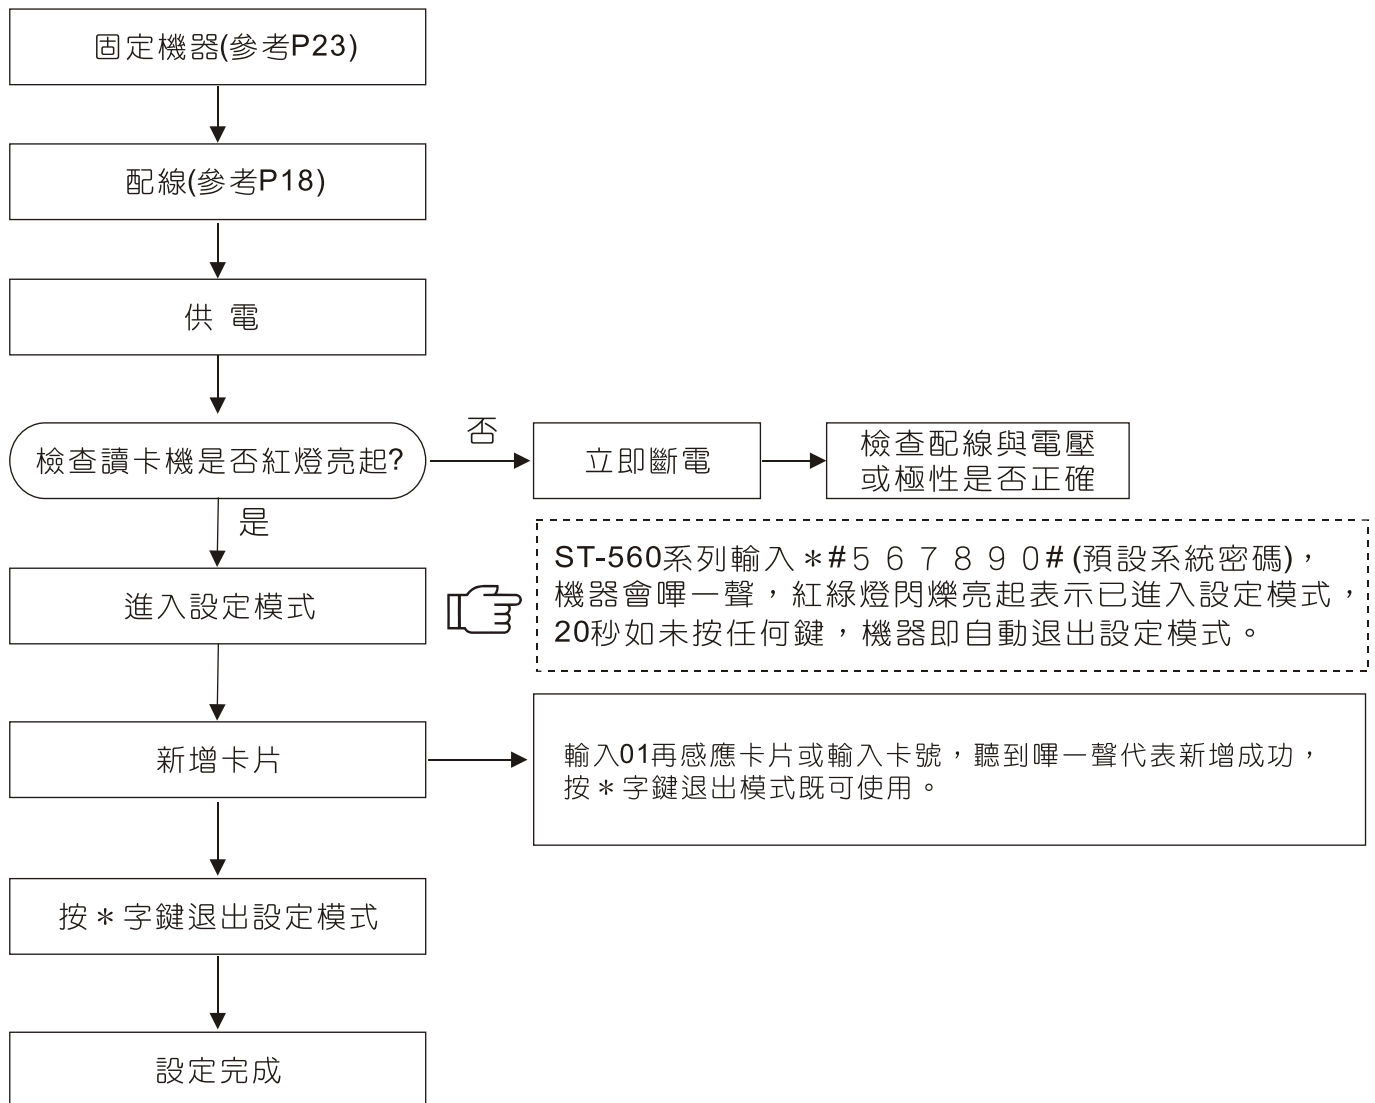 固定機器(參考P23)
配線(參考P18)
供 電
檢查讀卡機是否紅燈亮起?
否
立即斷電
檢查配線與電壓
或極性是否正確
是
進入設定模式
ST-560系列輸入＊#５６７８９０#(預設系統密碼)，
機器會嗶一聲，紅綠燈閃爍亮起表示已進入設定模式，
20秒如未按任何鍵，機器即自動退出設定模式。
新增卡片
輸入01再感應卡片或輸入卡號，聽到嗶一聲代表新增成功，
按＊字鍵退出模式既可使用。
按＊字鍵退出設定模式
設定完成